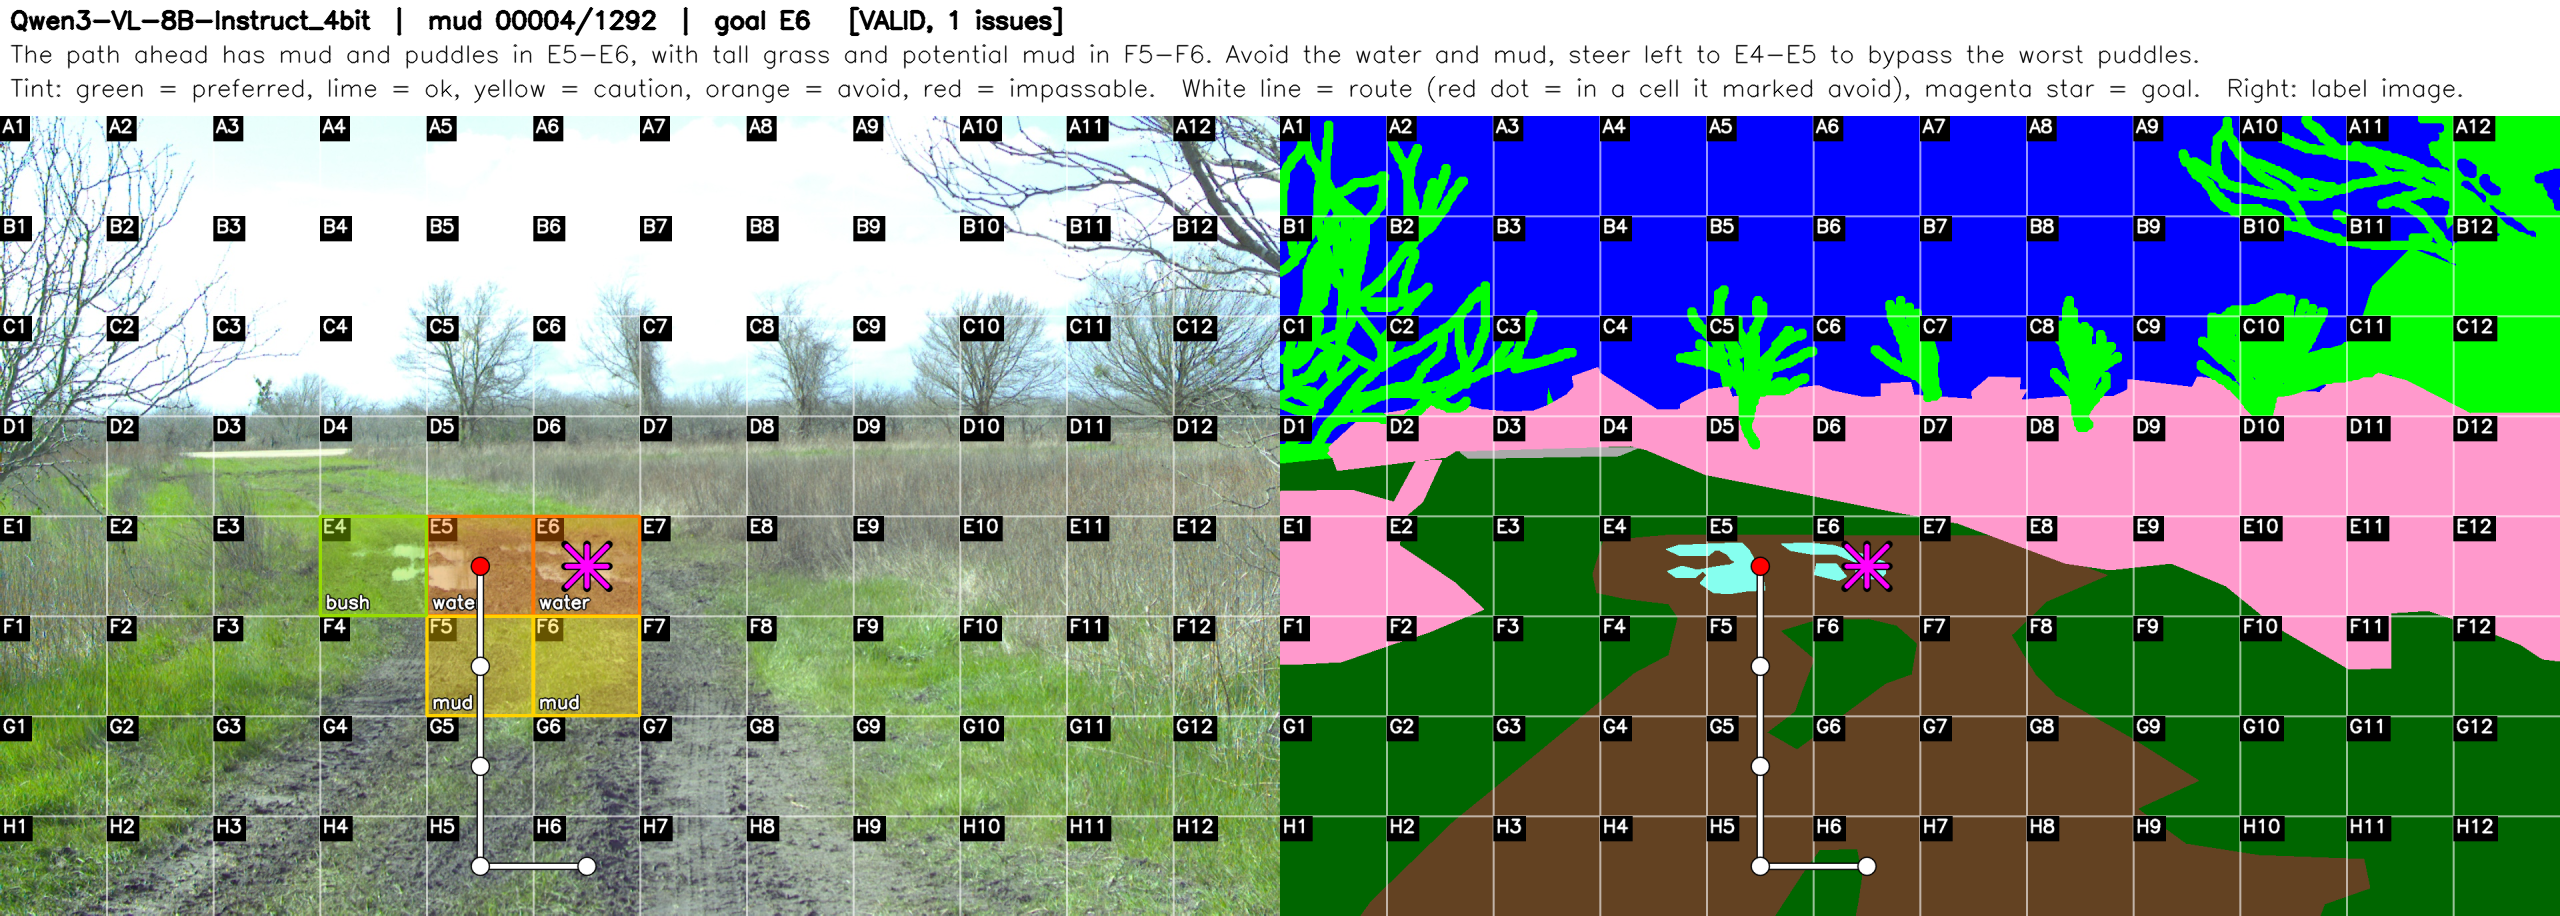 Qwen3-VL-8B-Instruct_4bit | mud 00004/1292 | goal E6 [VALID, 1 issues]
The path ahead has mud and puddles in E5-E6, with tall grass and potential mud in F5-F6. Avoid the water and mud, steer left to E4-E5 to bypass the worst puddles.
Tint: green = preferred, lime = ok, yellow = caution, orange = avoid, red = impassable. White line = route (red dot = in a cell it marked avoid), magenta star = goal. Right: label image.
A1 A2 A3 A4 A5 A6 A7 A8 A9 A10 A11 A12 A1 A2 A3 A4 A5 A6 A7 A8 A9 A10 A11 A12
B1 B2 B3 B4 B5 B6 B7 B8 B9 B10 B11 B12 B1 B2 B3 B4 B5 B6 B7 B8 B9 B10 B11 B12
C1 C2 C3 C4 C5 C6 C7 C8 C9 C10 C11 C12 C1 C2 C3 C4 C5 C6 C7 C8 C9 C10 C11 C12
D1 D2 D3 D4 D5 D6 D7 D8 D9 D10 D11 D12 D1 D2 D3 D4 D5 D6 D7 D8 D9 D10 D11 D12
E1 E2 E3 E4 E5 E6 E7 E8 E9 E10 E11 E12 E1 E2 E3 E4 E5 E6 E7 E8 E9 E10 E11 E12
bush water water
F1 F2 F3 F4 F5 F6 F7 F8 F9 F10 F11 F12 F1 F2 F3 F4 F5 F6 F7 F8 F9 F10 F11 F12
mud mud
G1 G2 G3 G4 G5 G6 G7 G8 G9 G10 G11 G12 G1 G2 G3 G4 G5 G6 G7 G8 G9 G10 G11 G12
H1 H2 H3 H4 H5 H6 H7 H8 H9 H10 H11 H12 H1 H2 H3 H4 H5 H6 H7 H8 H9 H10 H11 H12